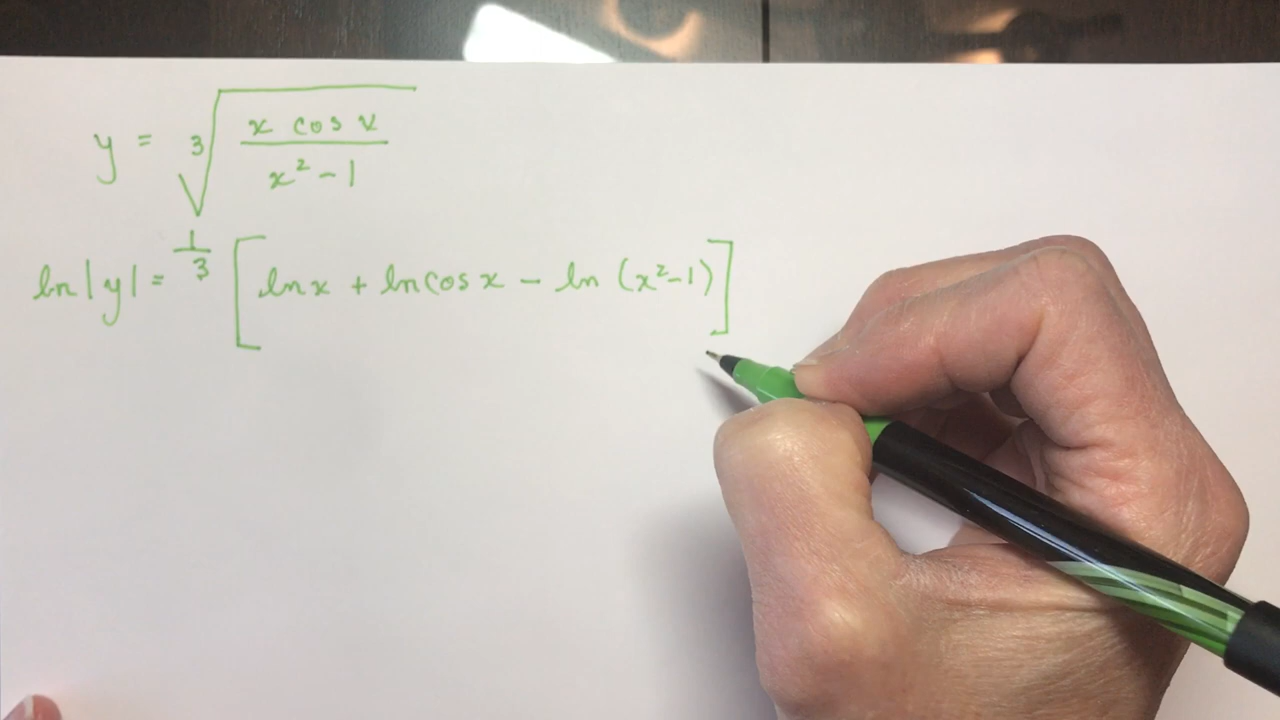 y = ∛((x cos x)/(x² - 1))
ln|y| = 1/3 [ln x + ln cos x - ln (x²-1)]